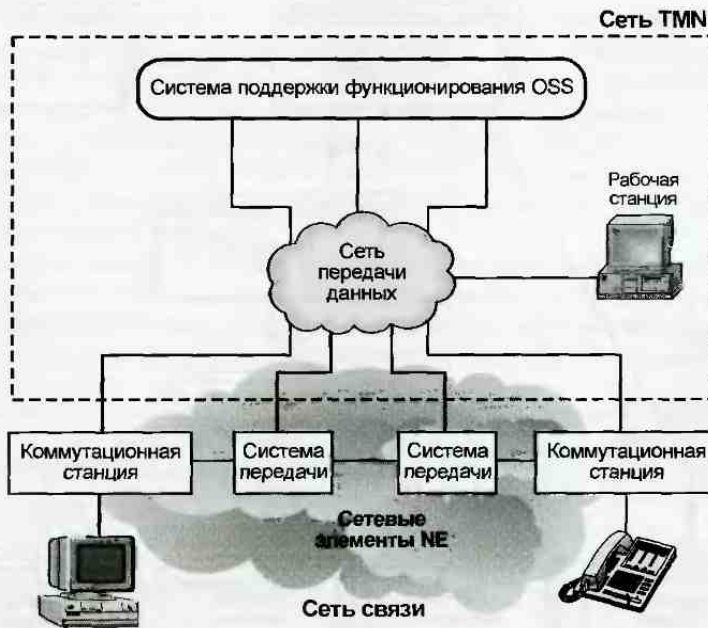 Сеть TMN
Система поддержки функционирования OSS
Рабочая
станция
Сеть
передачи
данных
Коммутационная
станция
Система
передачи
Система
передачи
Коммутационная
станция
Сетевые
элементы NE
Сеть связи